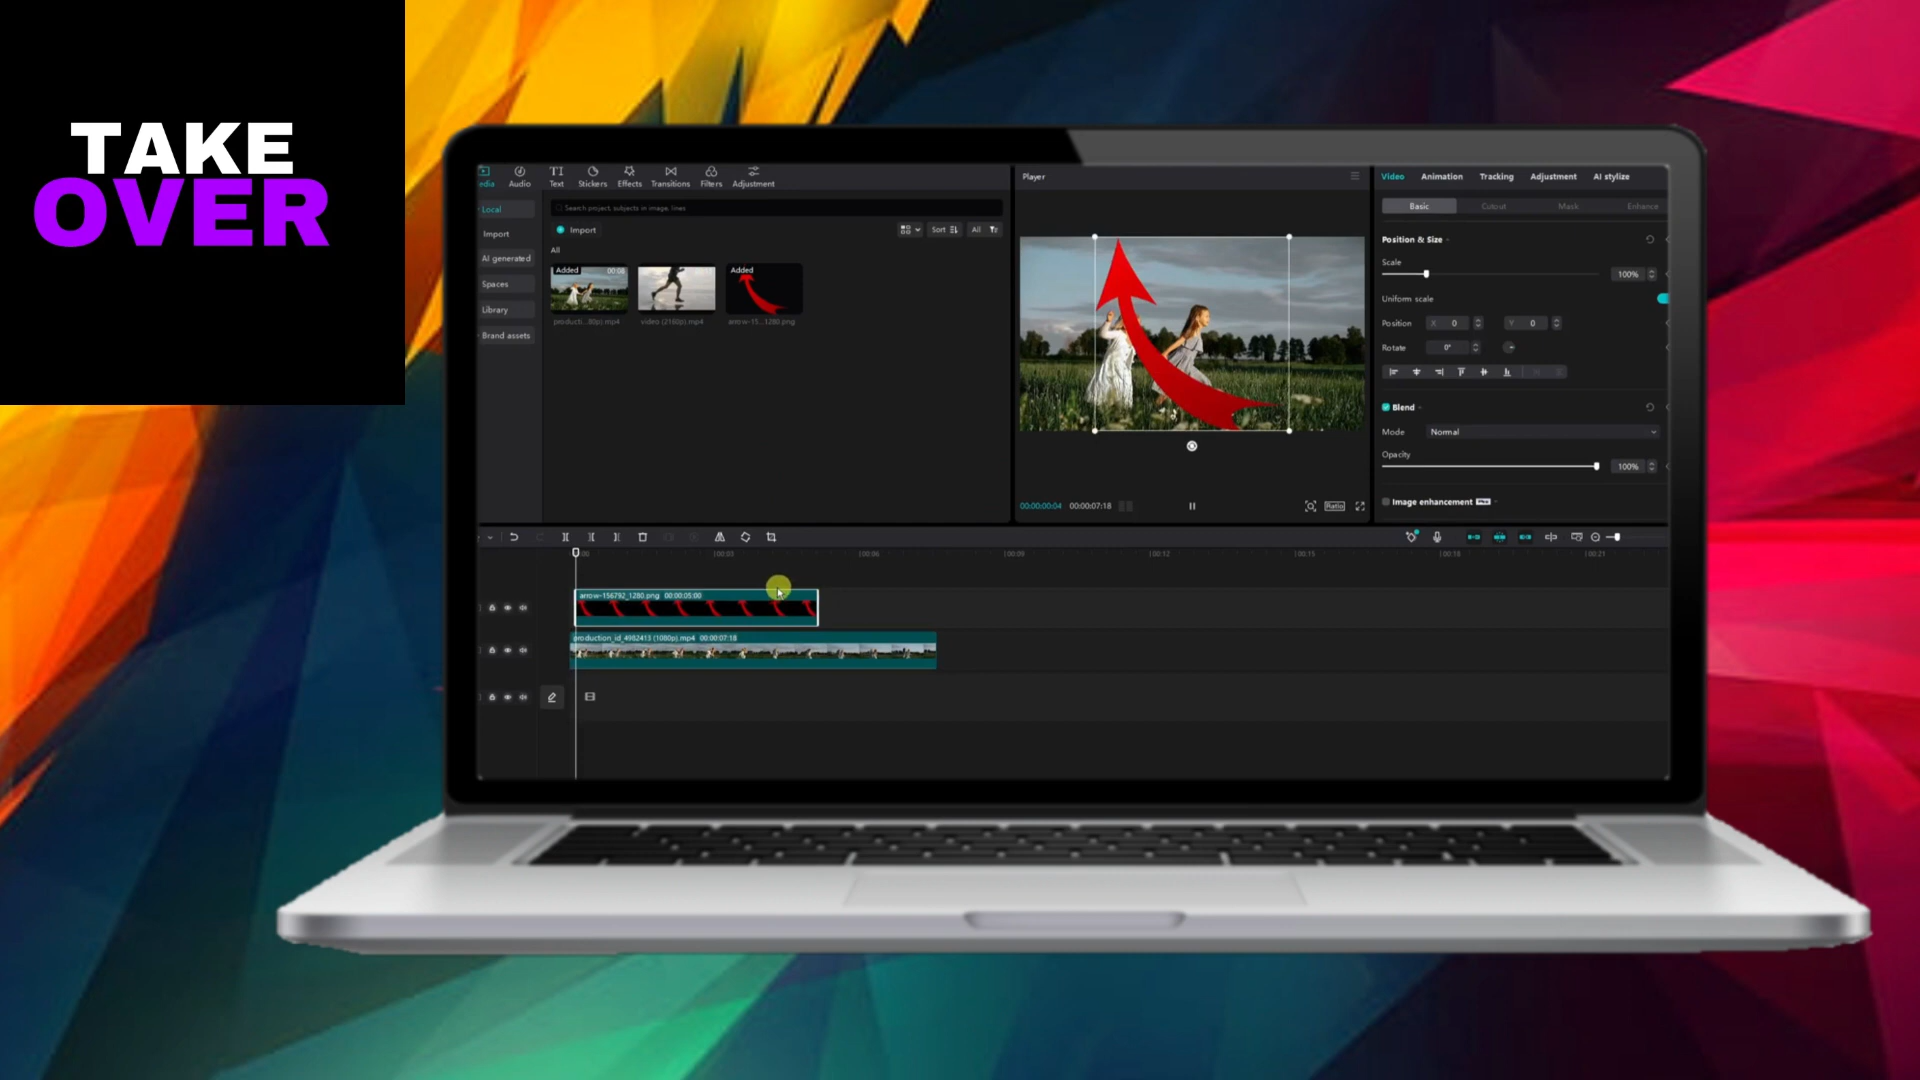 TAKE
OVER
edia
Audio
Text
Stickers
Effects
Transitions
Filters
Adjustment
Local
Import
AI generated
Spaces
Library
Brand assets
Search project, subjects in image, lines
Import
Sort
All
All
Added
00:08
Added
producti...80p).mp4
video (2160p).mp4
arrow-15...1280.png
Player
00:00:00:04
00:00:07:18
Ratio
Video
Animation
Tracking
Adjustment
AI stylize
Basic
Cutout
Mask
Enhance
Position & Size
Scale
100%
Uniform scale
Position
X 0
Y 0
Rotate
0°
Blend
Mode
Normal
Opacity
100%
Image enhancement
Pro
:00
00:03
00:06
00:09
00:12
00:15
00:18
00:21
arrow-156792_1280.png 00:00:05:00
production_id_4982413 (1080p).mp4 00:00:07:18